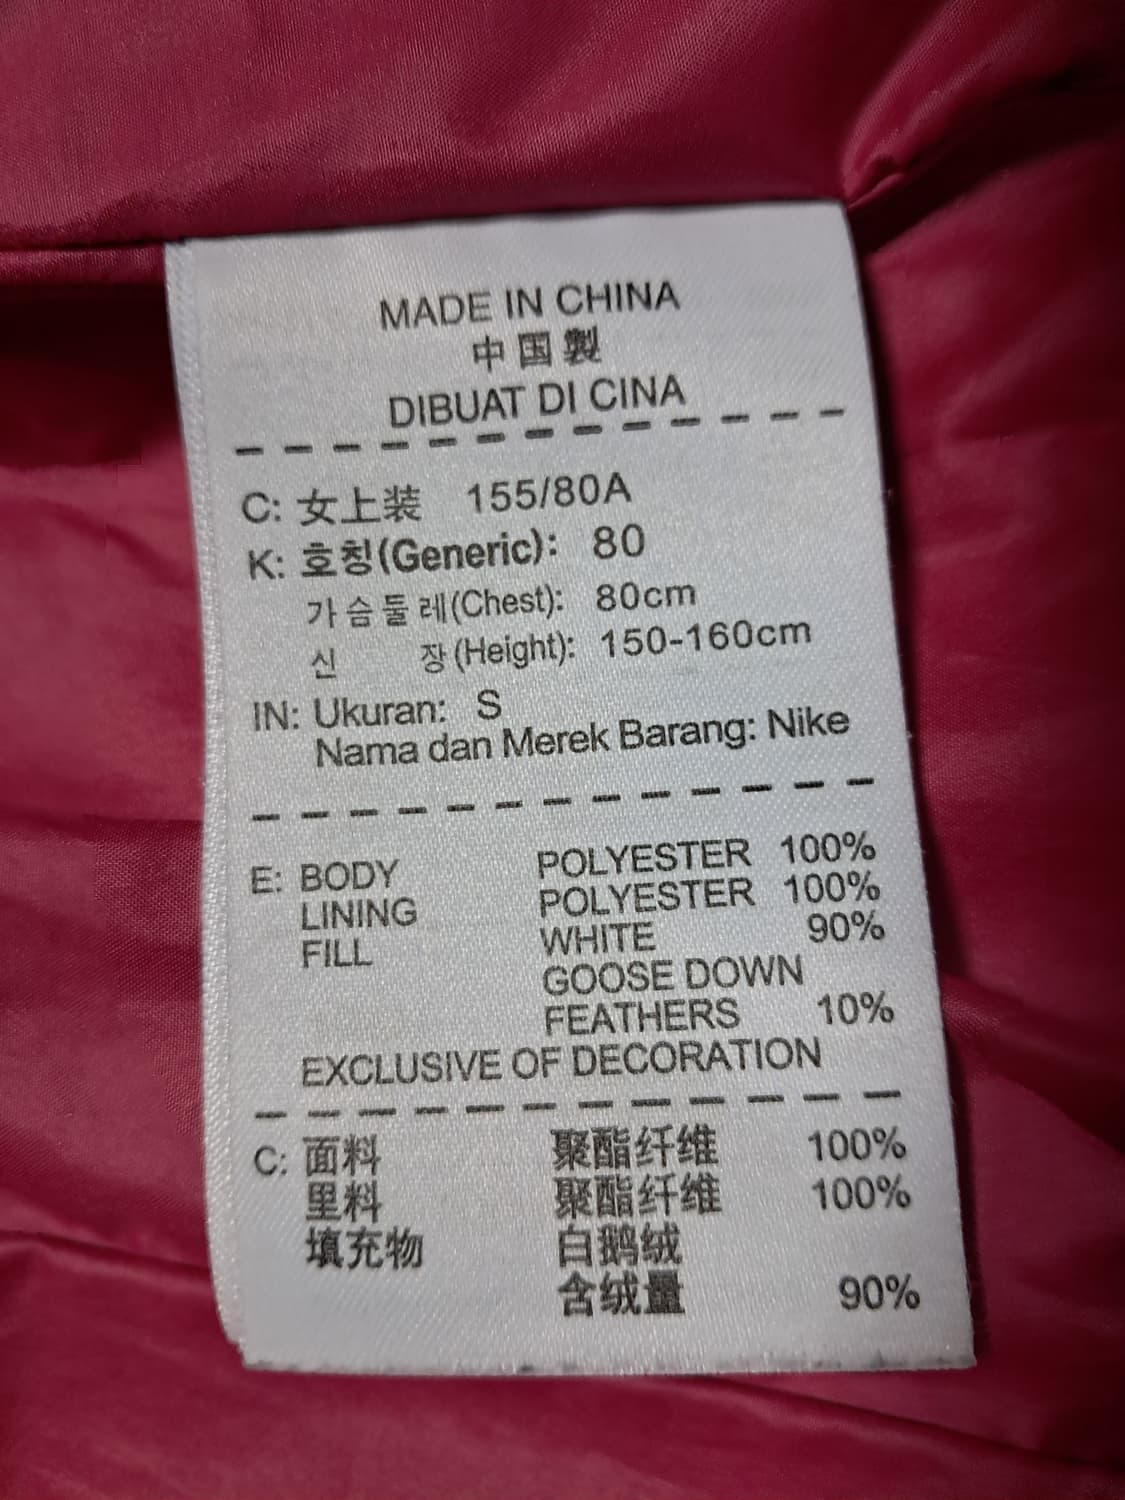 MADE IN CHINA
中国製
DIBUAT DI CINA
C: 女上装 155/80A
K: 호칭(Generic): 80
가슴둘레(Chest): 80cm
신 장(Height): 150-160cm
IN: Ukuran: S
Nama dan Merek Barang: Nike
E: BODY POLYESTER 100%
LINING POLYESTER 100%
FILL WHITE 90%
GOOSE DOWN
FEATHERS 10%
EXCLUSIVE OF DECORATION
C: 面料 聚酯纤维 100%
里料 聚酯纤维 100%
填充物 白鹅绒
含绒量 90%